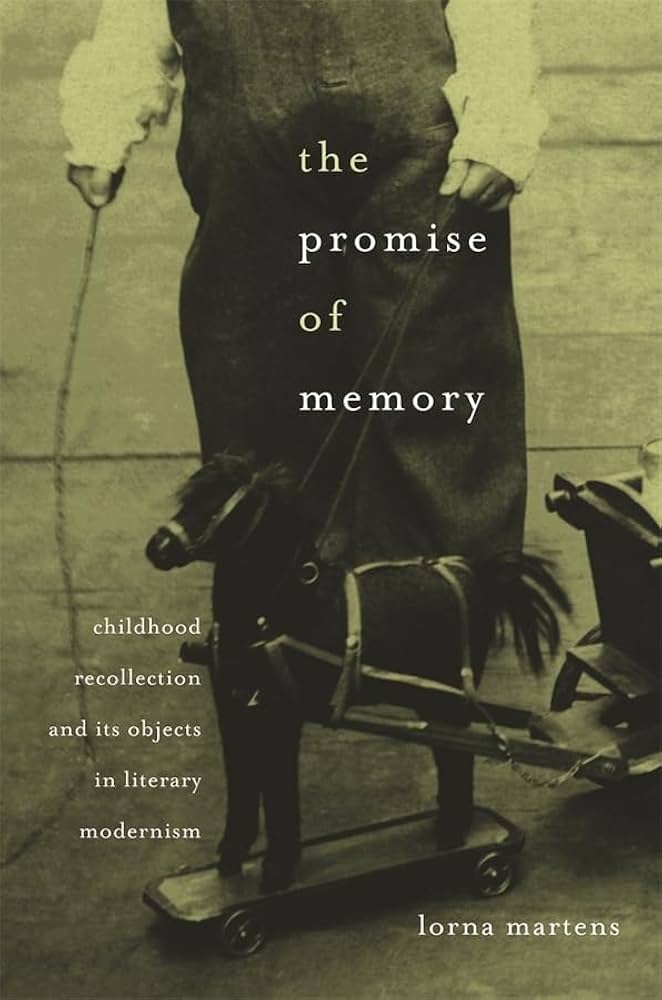 the
promise
of
memory
childhood
recollection
and its objects
in literary
modernism
lorna martens